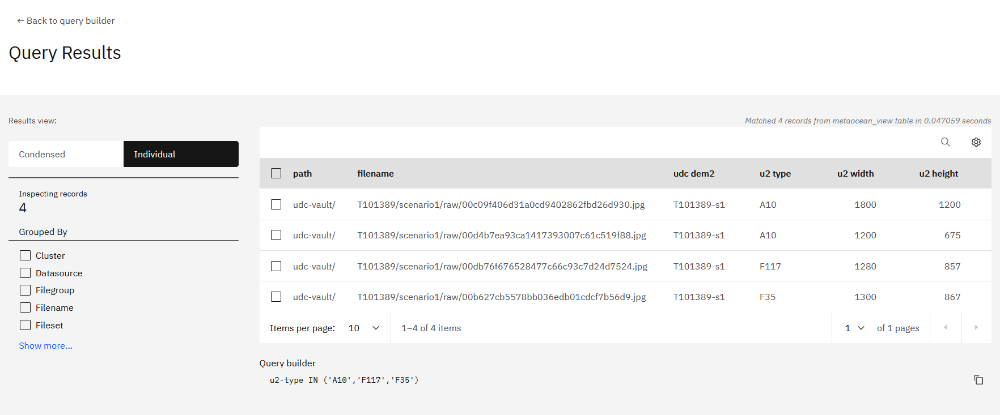 ← Back to query builder
Query Results
Results view:
Matched 4 records from metaocean_view table in 0.047059 seconds
Condensed
Individual
Inspecting records
4
Grouped By
Cluster
Datasource
Filegroup
Filename
Fileset
Show more...
path filename udc dem2 u2 type u2 width u2 height
udc-vault/ T101389/scenario1/raw/00c09f406d31a0cd9402862fbd26d930.jpg T101389-s1 A10 1800 1200
udc-vault/ T101389/scenario1/raw/00d4b7ea93ca1417393007c61c519f88.jpg T101389-s1 A10 1200 675
udc-vault/ T101389/scenario1/raw/00db76f676528477c66c93c7d24d7524.jpg T101389-s1 F117 1280 857
udc-vault/ T101389/scenario1/raw/00b627cb5578bb036edb01cdcf7b56d9.jpg T101389-s1 F35 1300 867
Items per page: 10 1–4 of 4 items 1 of 1 pages
Query builder
u2-type IN ('A10','F117','F35')